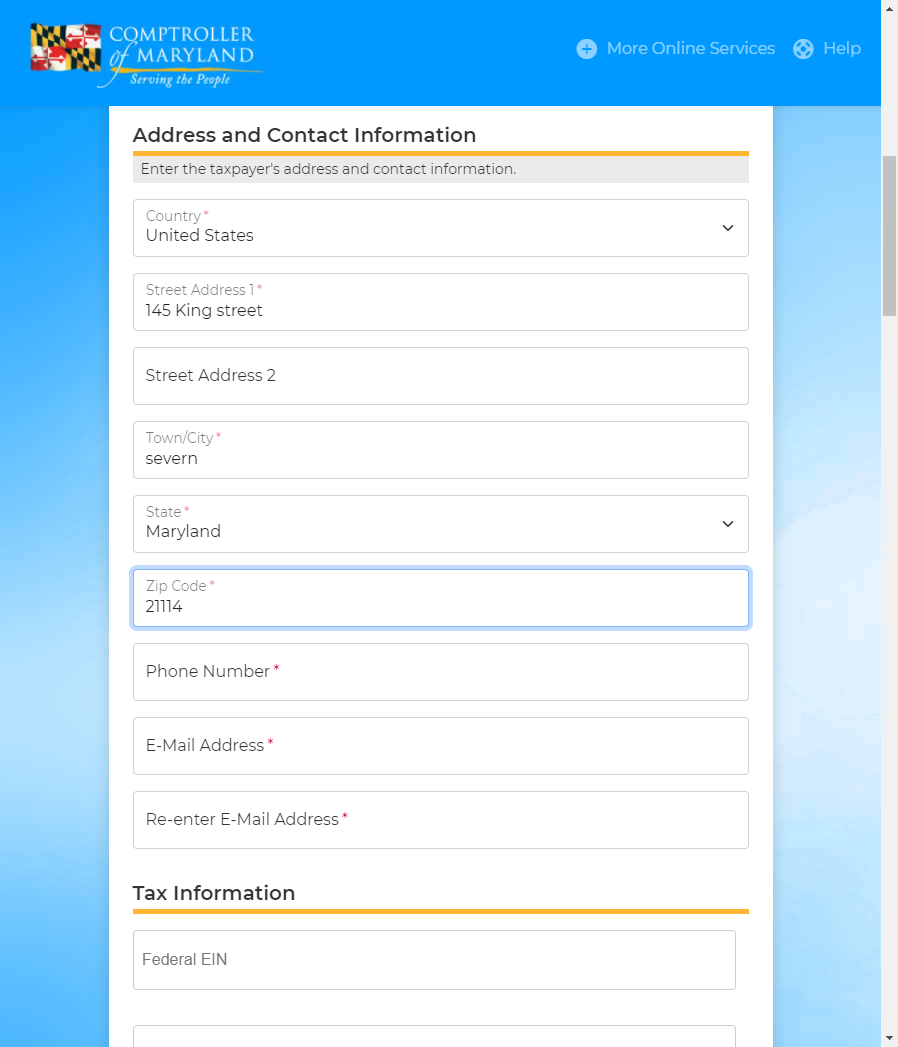 COMPTROLLER
of MARYLAND
Serving the People
More Online Services
Help
Address and Contact Information
Enter the taxpayer's address and contact information.
Country *
United States
Street Address 1 *
145 King street
Street Address 2
Town/City *
severn
State *
Maryland
Zip Code *
21114
Phone Number *
E-Mail Address *
Re-enter E-Mail Address *
Tax Information
Federal EIN